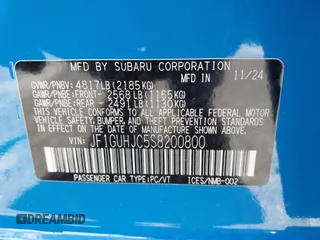 MFD BY SUBARU CORPORATION 11/24
GVWR/PNBV: 4817LB(2185KG)
GAWR/PNBE:FRONT- 2568LB(1165KG)
GAWR/PNBE:REAR - 2491LB(1130KG)
THIS VEHICLE CONFORMS TO ALL APPLICABLE FEDERAL MOTOR
VEHICLE SAFETY, BUMPER, AND THEFT PREVENTION STANDARDS
IN EFFECT ON THE DATE OF MANUFACTURE SHOWN ABOVE.
VIN: JF1GUHJC5S8200800
PASSENGER CAR TYPE:PC/VT ICES/NMB-002
DREAMBID